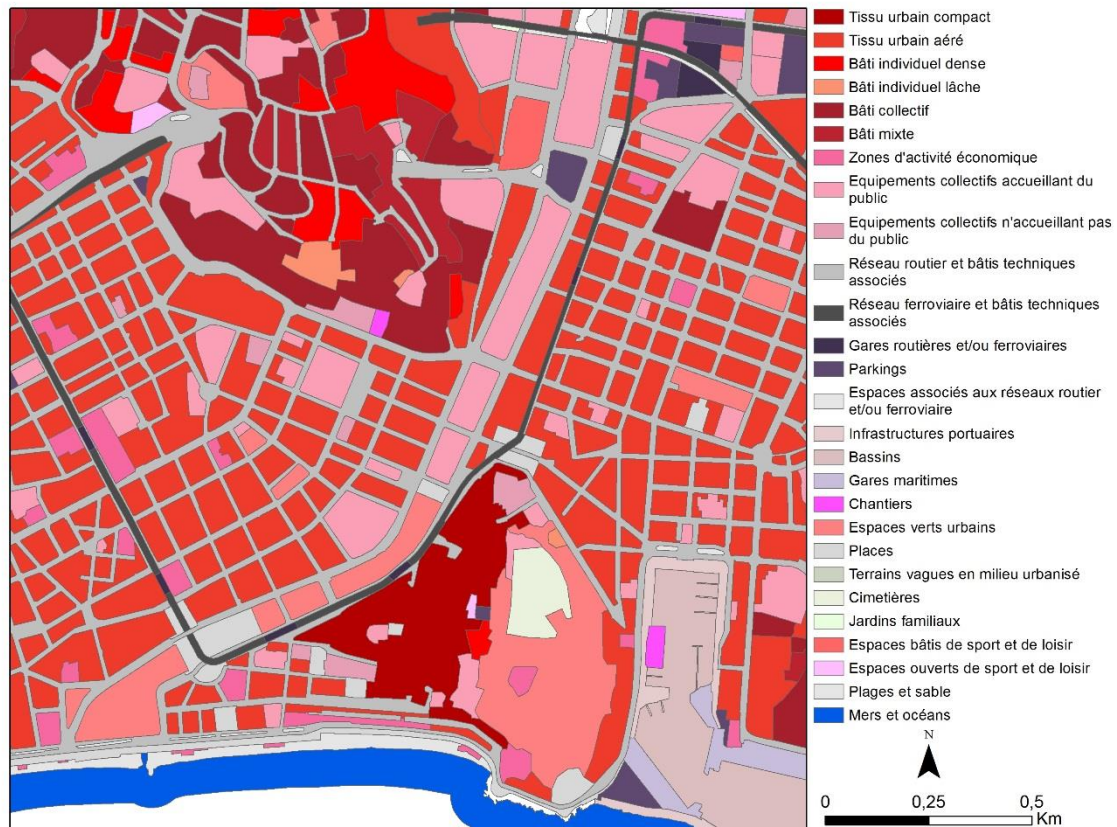 Tissu urbain compact
Tissu urbain aéré
Bâti individuel dense
Bâti individuel lâche
Bâti collectif
Bâti mixte
Zones d'activité économique
Equipements collectifs accueillant du
public
Equipements collectifs n'accueillant pas
du public
Réseau routier et bâtis techniques
associés
Réseau ferroviaire et bâtis techniques
associés
Gares routières et/ou ferroviaires
Parkings
Espaces associés aux réseaux routier
et/ou ferroviaire
Infrastructures portuaires
Bassins
Gares maritimes
Chantiers
Espaces verts urbains
Places
Terrains vagues en milieu urbanisé
Cimetières
Jardins familiaux
Espaces bâtis de sport et de loisir
Espaces ouverts de sport et de loisir
Plages et sable
Mers et océans
N
0 0,25 0,5
Km